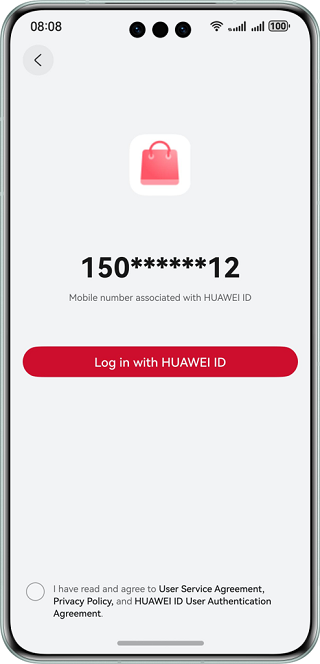 08:08
100
150******12
Mobile number associated with HUAWEI ID
Log in with HUAWEI ID
I have read and agree to User Service Agreement,
Privacy Policy, and HUAWEI ID User Authentication
Agreement.